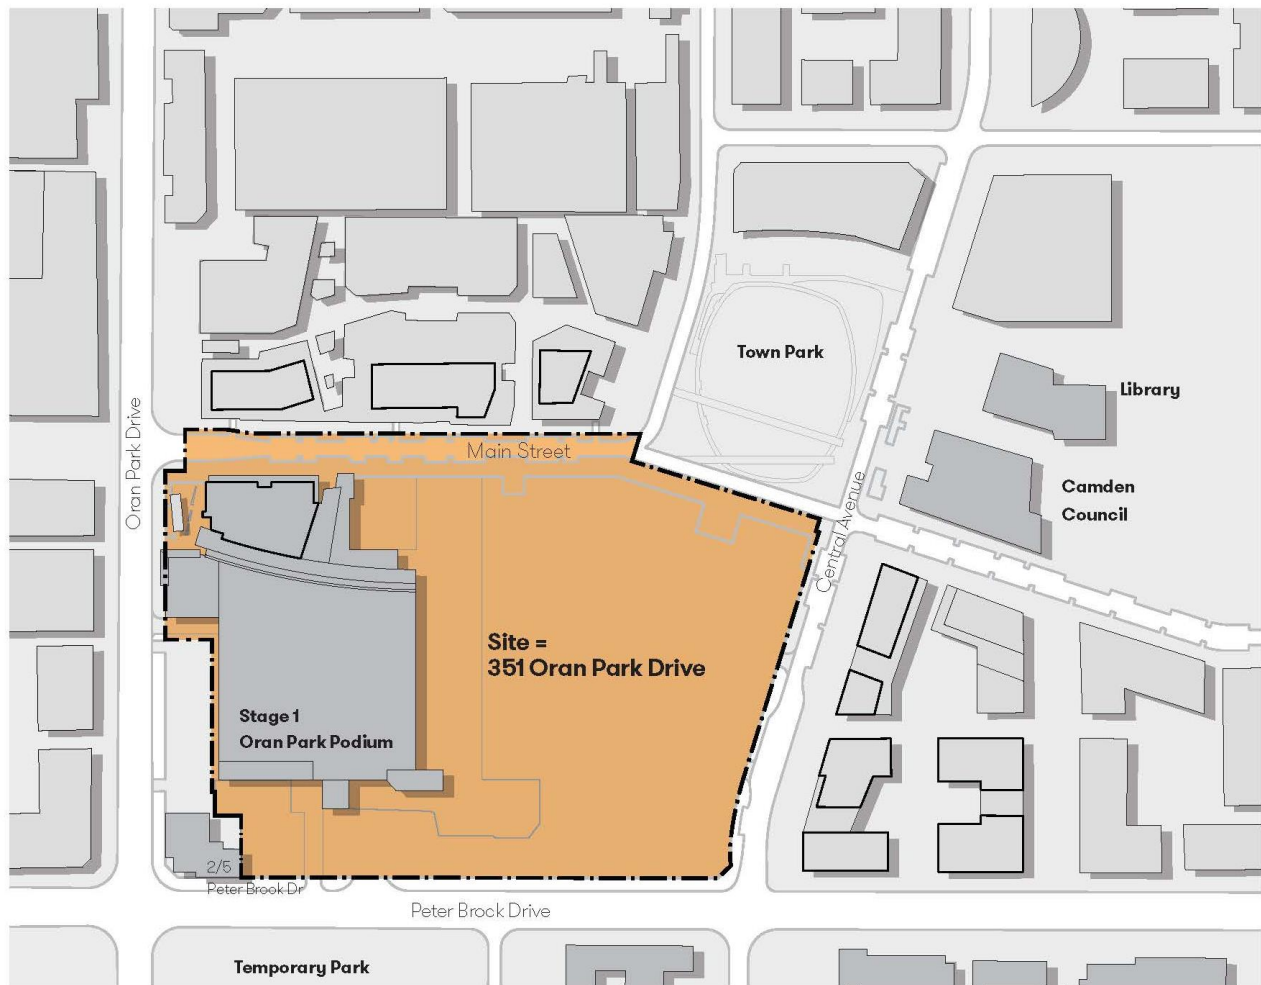 Town Park
Library
Oran Park Drive
Main Street
Camden
Council
Central Avenue
Site =
351 Oran Park Drive
Stage 1
Oran Park Podium
2/5
Peter Brook Dr
Peter Brock Drive
Temporary Park